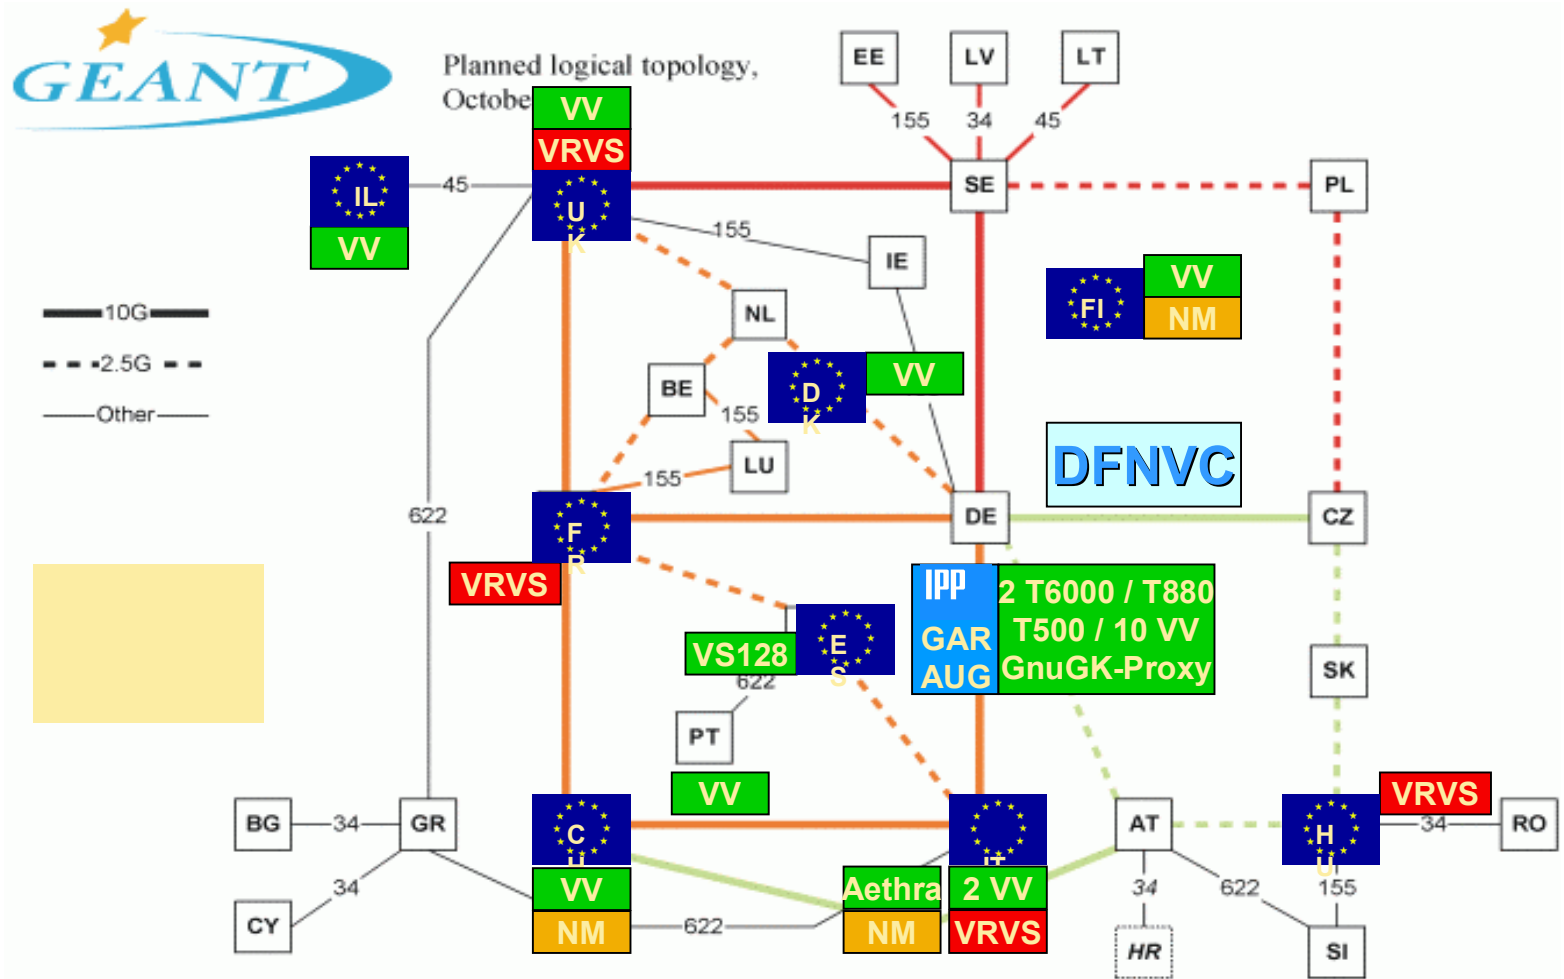 GEANT
Planned logical topology,
Octobe
EE
LV
LT
155
34
45
VV
VRVS
UK
IL
VV
45
SE
PL
155
IE
FI
VV
NM
10G
2.5G
Other
NL
BE
DK
VV
155
LU
155
DFNVC
622
FR
VRVS
DE
CZ
IPP
GAR
AUG
2 T6000 / T880
T500 / 10 VV
GnuGK-Proxy
VS128
ES
622
PT
VV
SK
BG
34
GR
CH
IT
AT
HU
VRVS
34
RO
34
CY
VV
NM
622
Aethra
NM
2 VV
VRVS
34
622
155
HR
SI